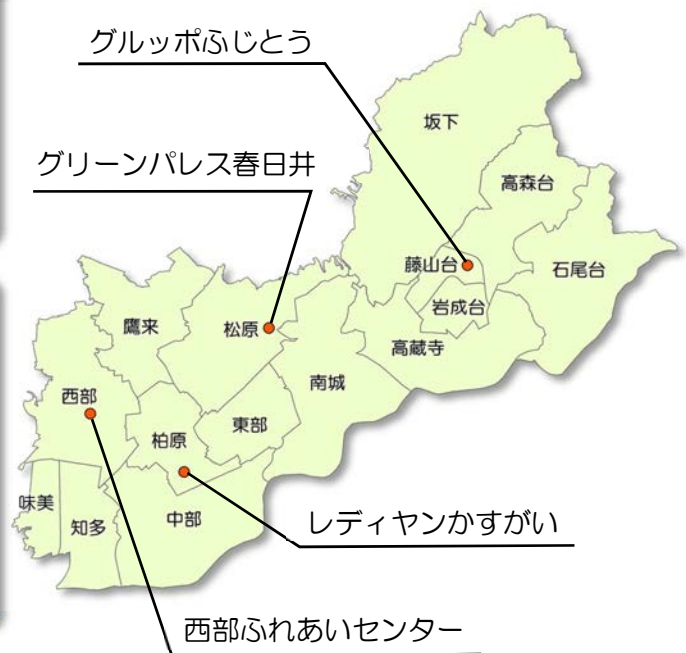 グルッポふじとう
坂下
グリーンパレス春日井
高森台
藤山台
石尾台
岩成台
鷹来
松原
高蔵寺
南城
西部
東部
柏原
味美
知多
中部
レディヤンかすがい
西部ふれあいセンター